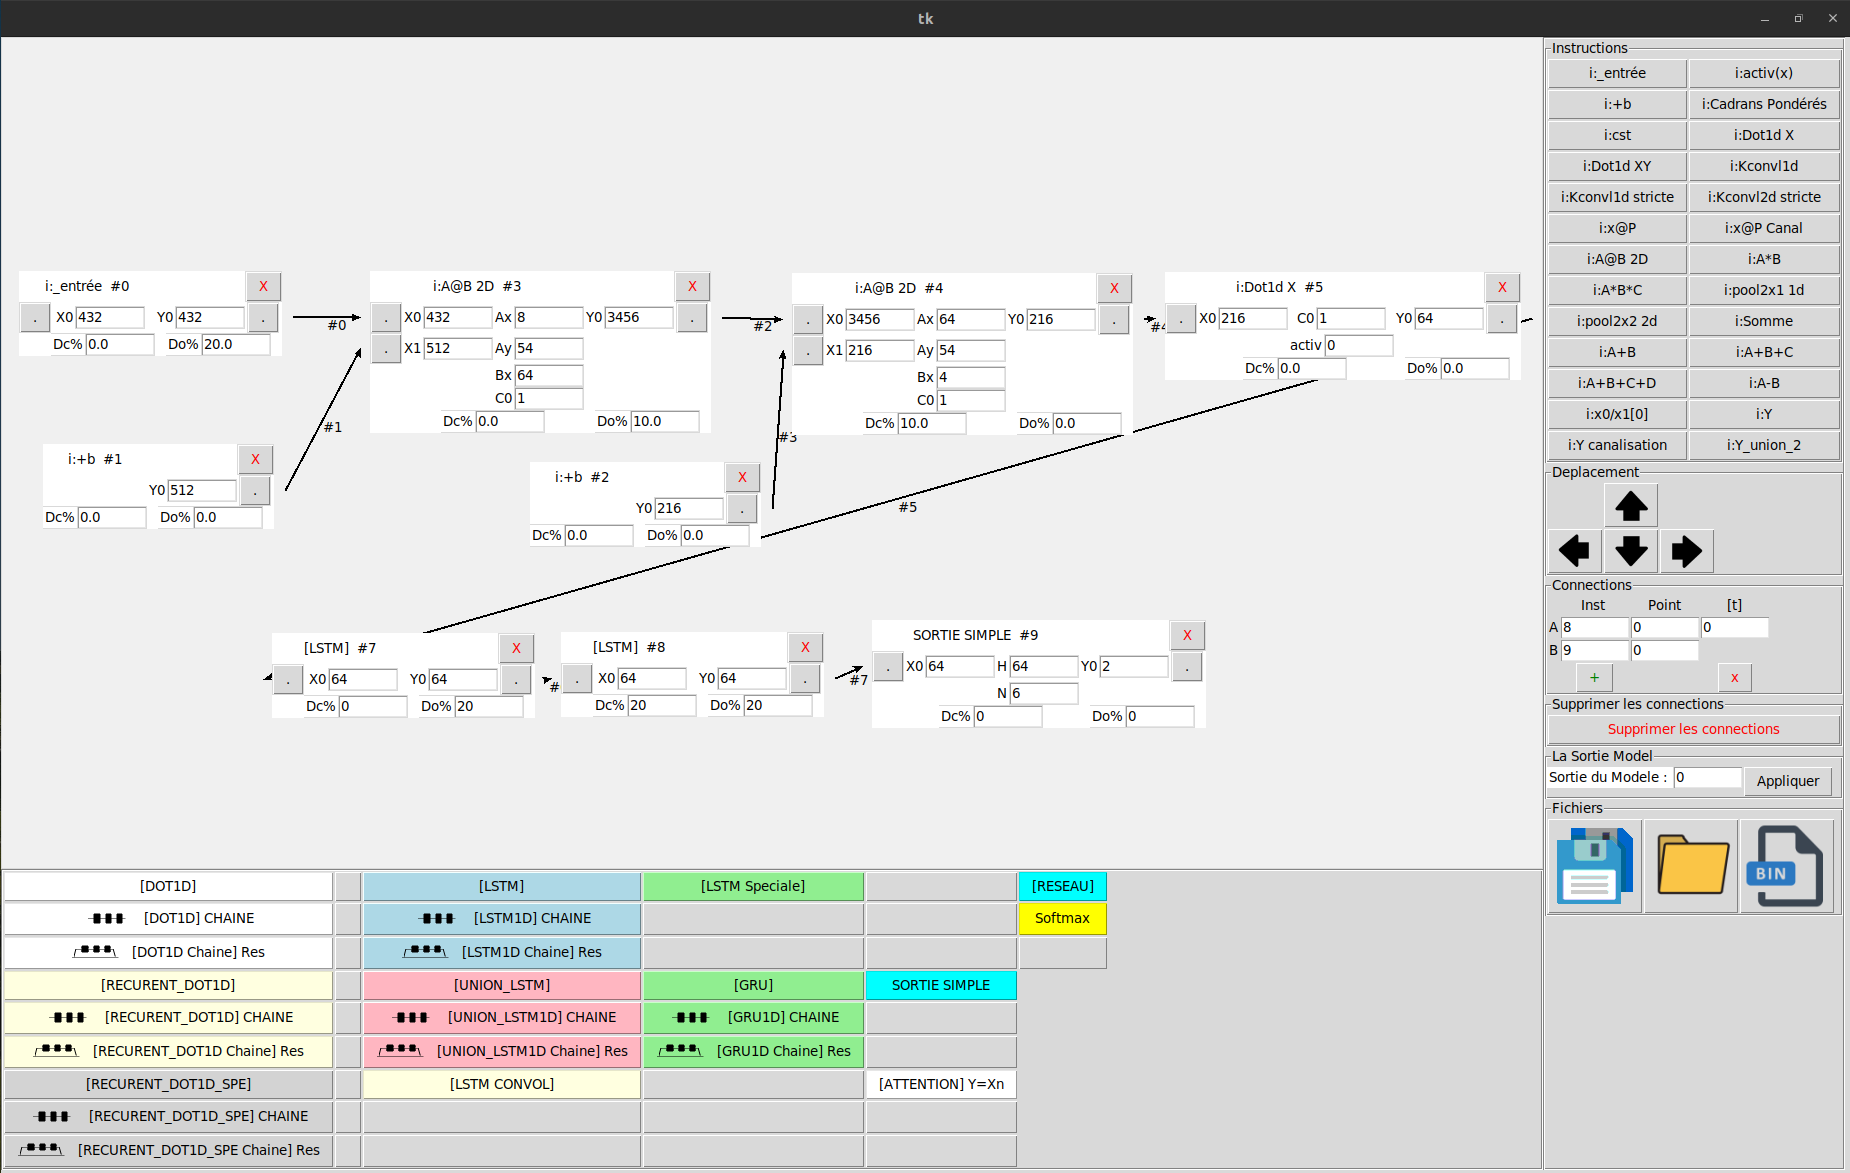 tk
i:_entrée #0 X
. X0 432 Y0 432 .
Dc% 0.0 Do% 20.0
#0
i:A@B 2D #3 X
. X0 432 Ax 8 Y0 3456 .
. X1 512 Ay 54
Bx 64
C0 1
Dc% 0.0 Do% 10.0
#2
i:A@B 2D #4 X
. X0 3456 Ax 64 Y0 216 .
. X1 216 Ay 54
Bx 4
C0 1
Dc% 10.0 Do% 0.0
#4
i:Dot1d X #5 X
. X0 216 C0 1 Y0 64 .
activ 0
Dc% 0.0 Do% 0.0
#1
#3
i:+b #1 X
Y0 512 .
Dc% 0.0 Do% 0.0
i:+b #2 X
Y0 216 .
Dc% 0.0 Do% 0.0
#5
[LSTM] #7 X
. X0 64 Y0 64 .
Dc% 0 Do% 20
#
[LSTM] #8 X
. X0 64 Y0 64 .
Dc% 20 Do% 20
#7
SORTIE SIMPLE #9 X
. X0 64 H 64 Y0 2 .
N 6
Dc% 0 Do% 0
Instructions
i:_entrée i:activ(x)
i:+b i:Cadrans Pondérés
i:cst i:Dot1d X
i:Dot1d XY i:Kconvl1d
i:Kconvl1d stricte i:Kconvl2d stricte
i:x@P i:x@P Canal
i:A@B 2D i:A*B
i:A*B*C i:pool2x1 1d
i:pool2x2 2d i:Somme
i:A+B i:A+B+C
i:A+B+C+D i:A-B
i:x0/x1[0] i:Y
i:Y canalisation i:Y_union_2
Deplacement
Connections
Inst Point [t]
A 8 0 0
B 9 0
+ x
Supprimer les connections
Supprimer les connections
La Sortie Model
Sortie du Modele : 0 Appliquer
Fichiers
BIN
[DOT1D] [LSTM] [LSTM Speciale] [RESEAU]
[DOT1D] CHAINE [LSTM1D] CHAINE Softmax
[DOT1D Chaine] Res [LSTM1D Chaine] Res
[RECURENT_DOT1D] [UNION_LSTM] [GRU] SORTIE SIMPLE
[RECURENT_DOT1D] CHAINE [UNION_LSTM1D] CHAINE [GRU1D] CHAINE
[RECURENT_DOT1D Chaine] Res [UNION_LSTM1D Chaine] Res [GRU1D Chaine] Res
[RECURENT_DOT1D_SPE] [LSTM CONVOL] [ATTENTION] Y=Xn
[RECURENT_DOT1D_SPE] CHAINE
[RECURENT_DOT1D_SPE Chaine] Res